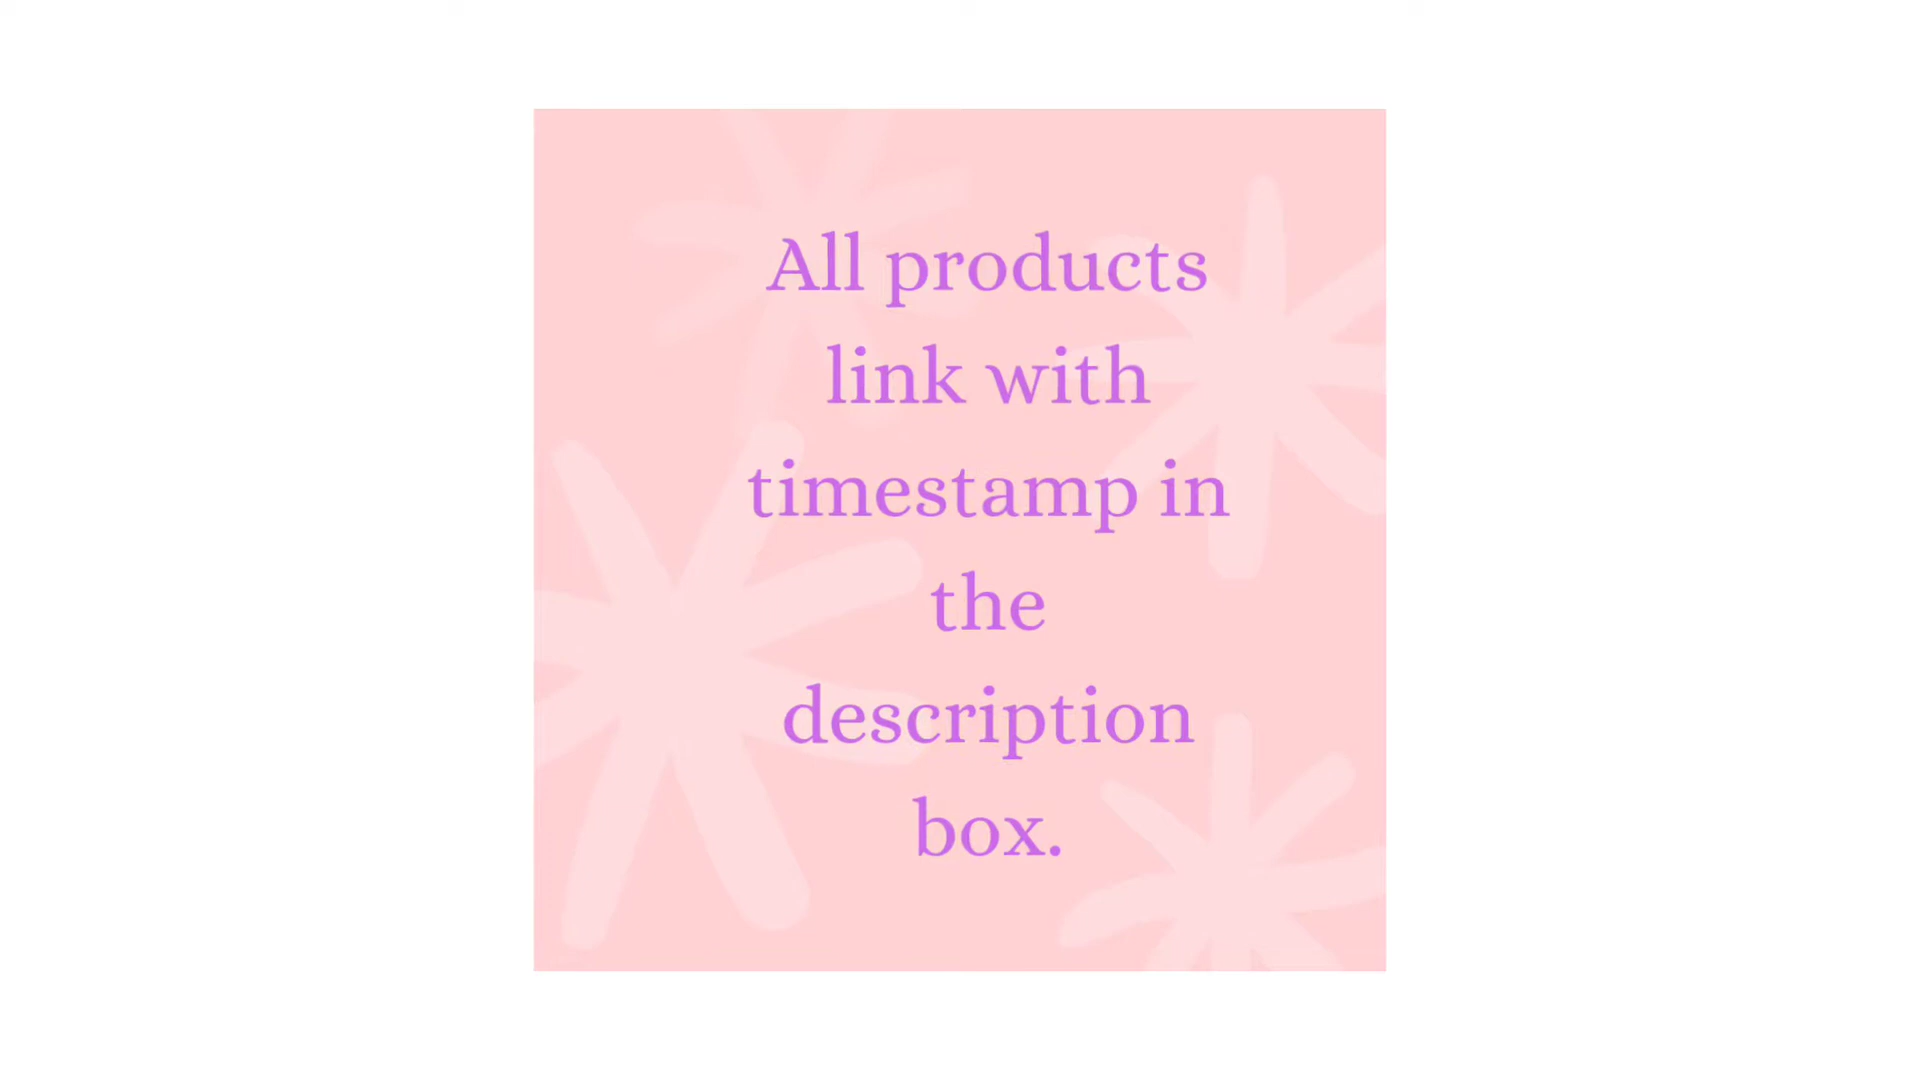 All products
link with
timestamp in
the
description
box.